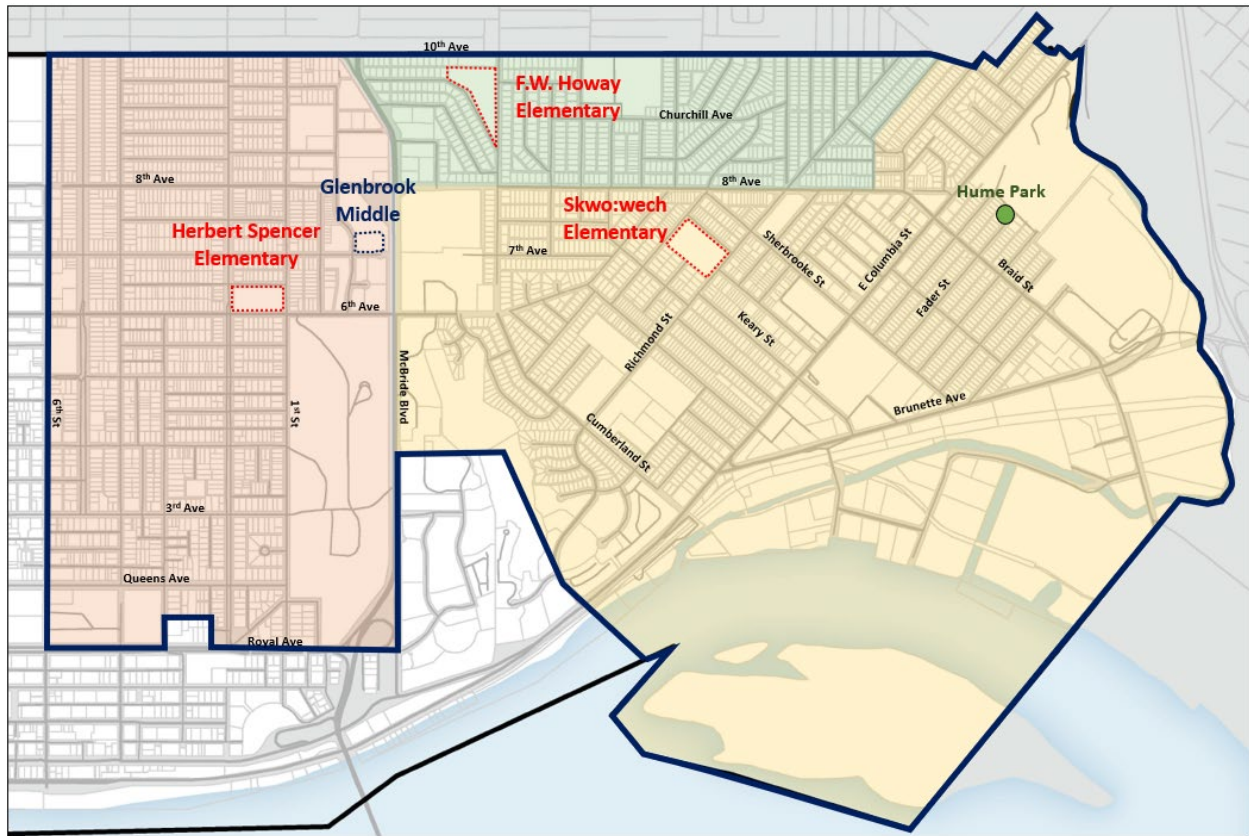 10th Ave
F.W. Howay
Elementary
Churchill Ave
8th Ave
Glenbrook
Middle
8th Ave
Hume Park
Skwo:wech
Elementary
Herbert Spencer
Elementary
7th Ave
Sherbrooke St
E Columbia St
Braid St
6th Ave
Fader St
Keary St
Richmond St
McBride Blvd
6th St
1st St
Brunette Ave
Cumberland St
3rd Ave
Queens Ave
Royal Ave